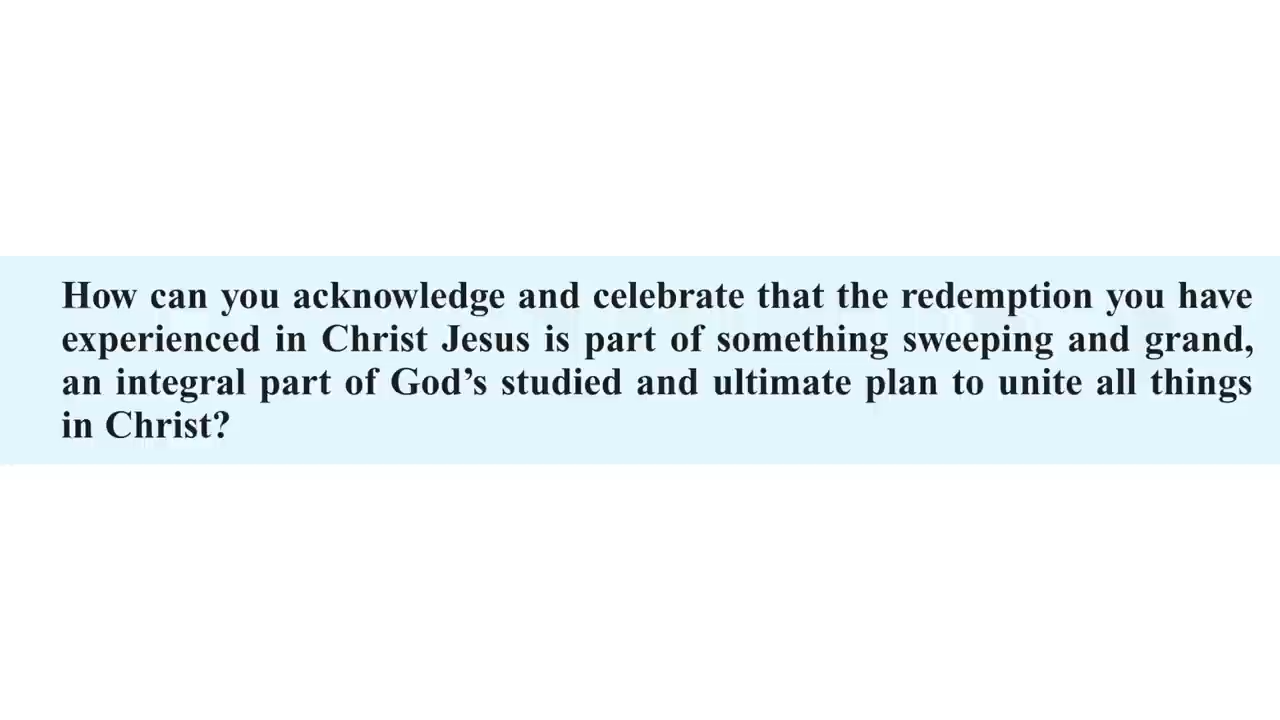 How can you acknowledge and celebrate that the redemption you have
experienced in Christ Jesus is part of something sweeping and grand,
an integral part of God’s studied and ultimate plan to unite all things
in Christ?